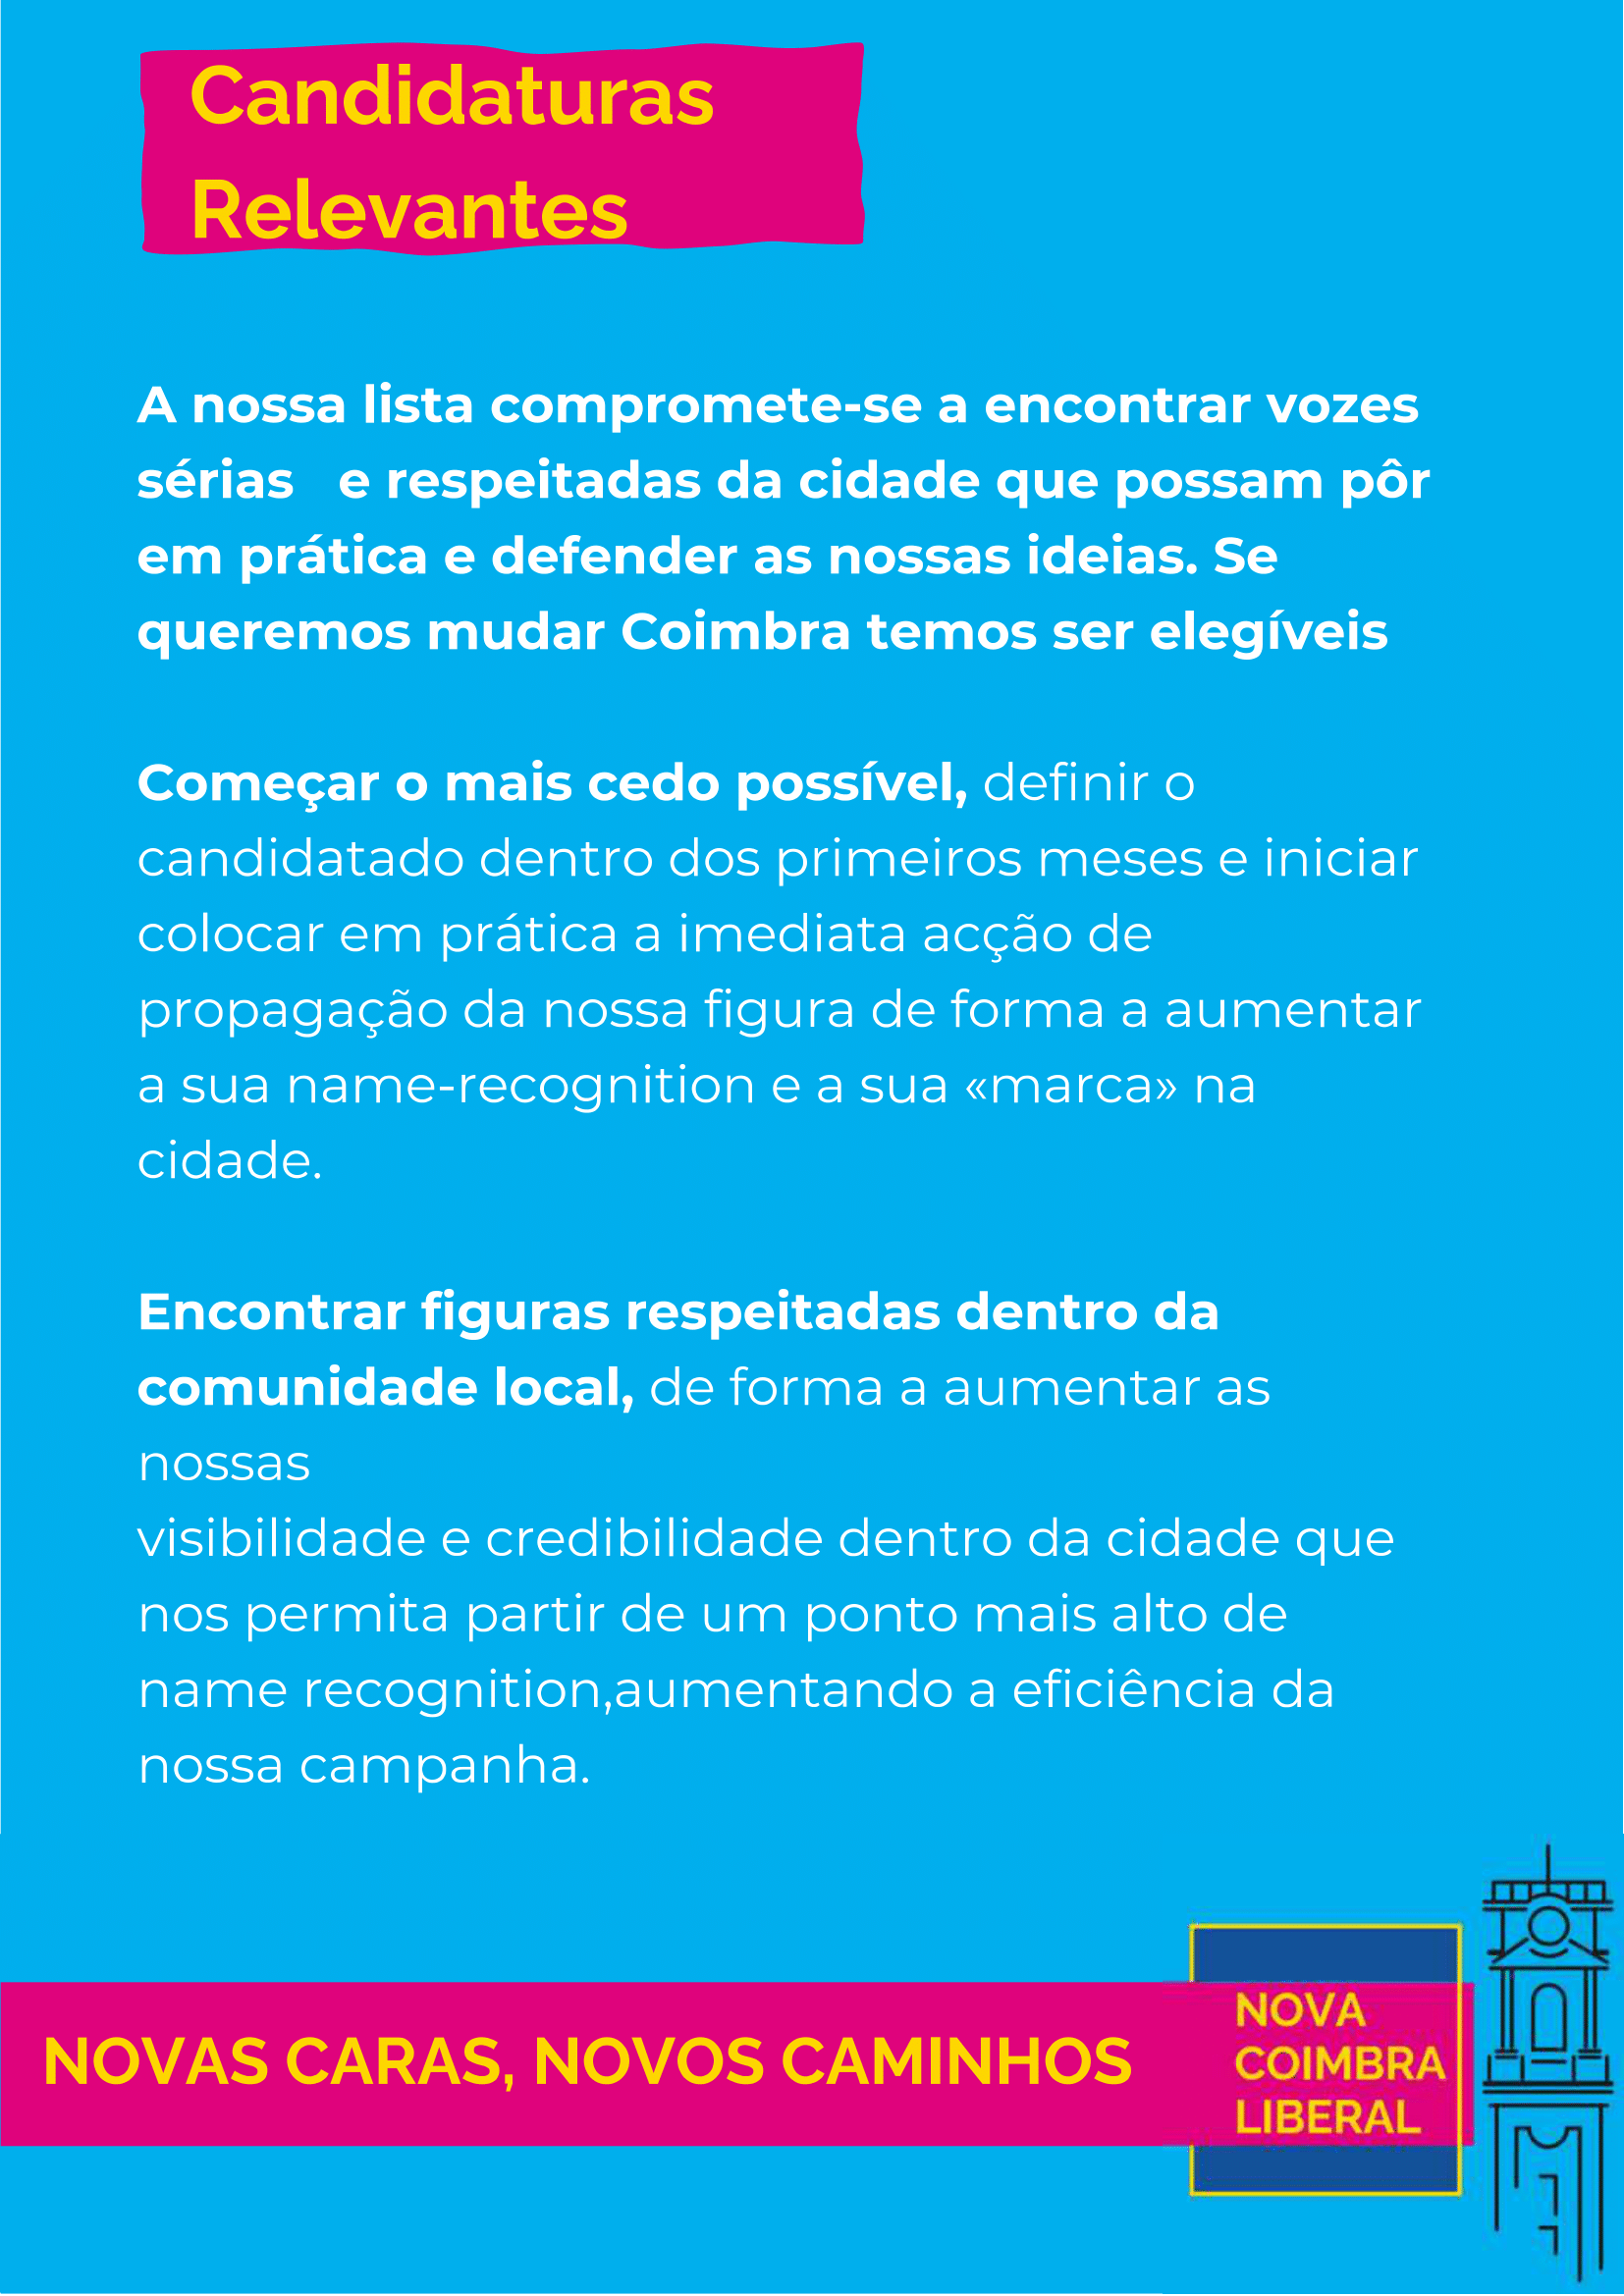 Candidaturas
Relevantes
A nossa lista compromete-se a encontrar vozes
sérias e respeitadas da cidade que possam pôr
em prática e defender as nossas ideias. Se
queremos mudar Coimbra temos ser elegíveis
Começar o mais cedo possível, definir o
candidatado dentro dos primeiros meses e iniciar
colocar em prática a imediata acção de
propagação da nossa figura de forma a aumentar
a sua name-recognition e a sua «marca» na
cidade.
Encontrar figuras respeitadas dentro da
comunidade local, de forma a aumentar as
nossas
visibilidade e credibilidade dentro da cidade que
nos permita partir de um ponto mais alto de
name recognition,aumentando a eficiência da
nossa campanha.
NOVAS CARAS, NOVOS CAMINHOS
NOVA
COIMBRA
LIBERAL